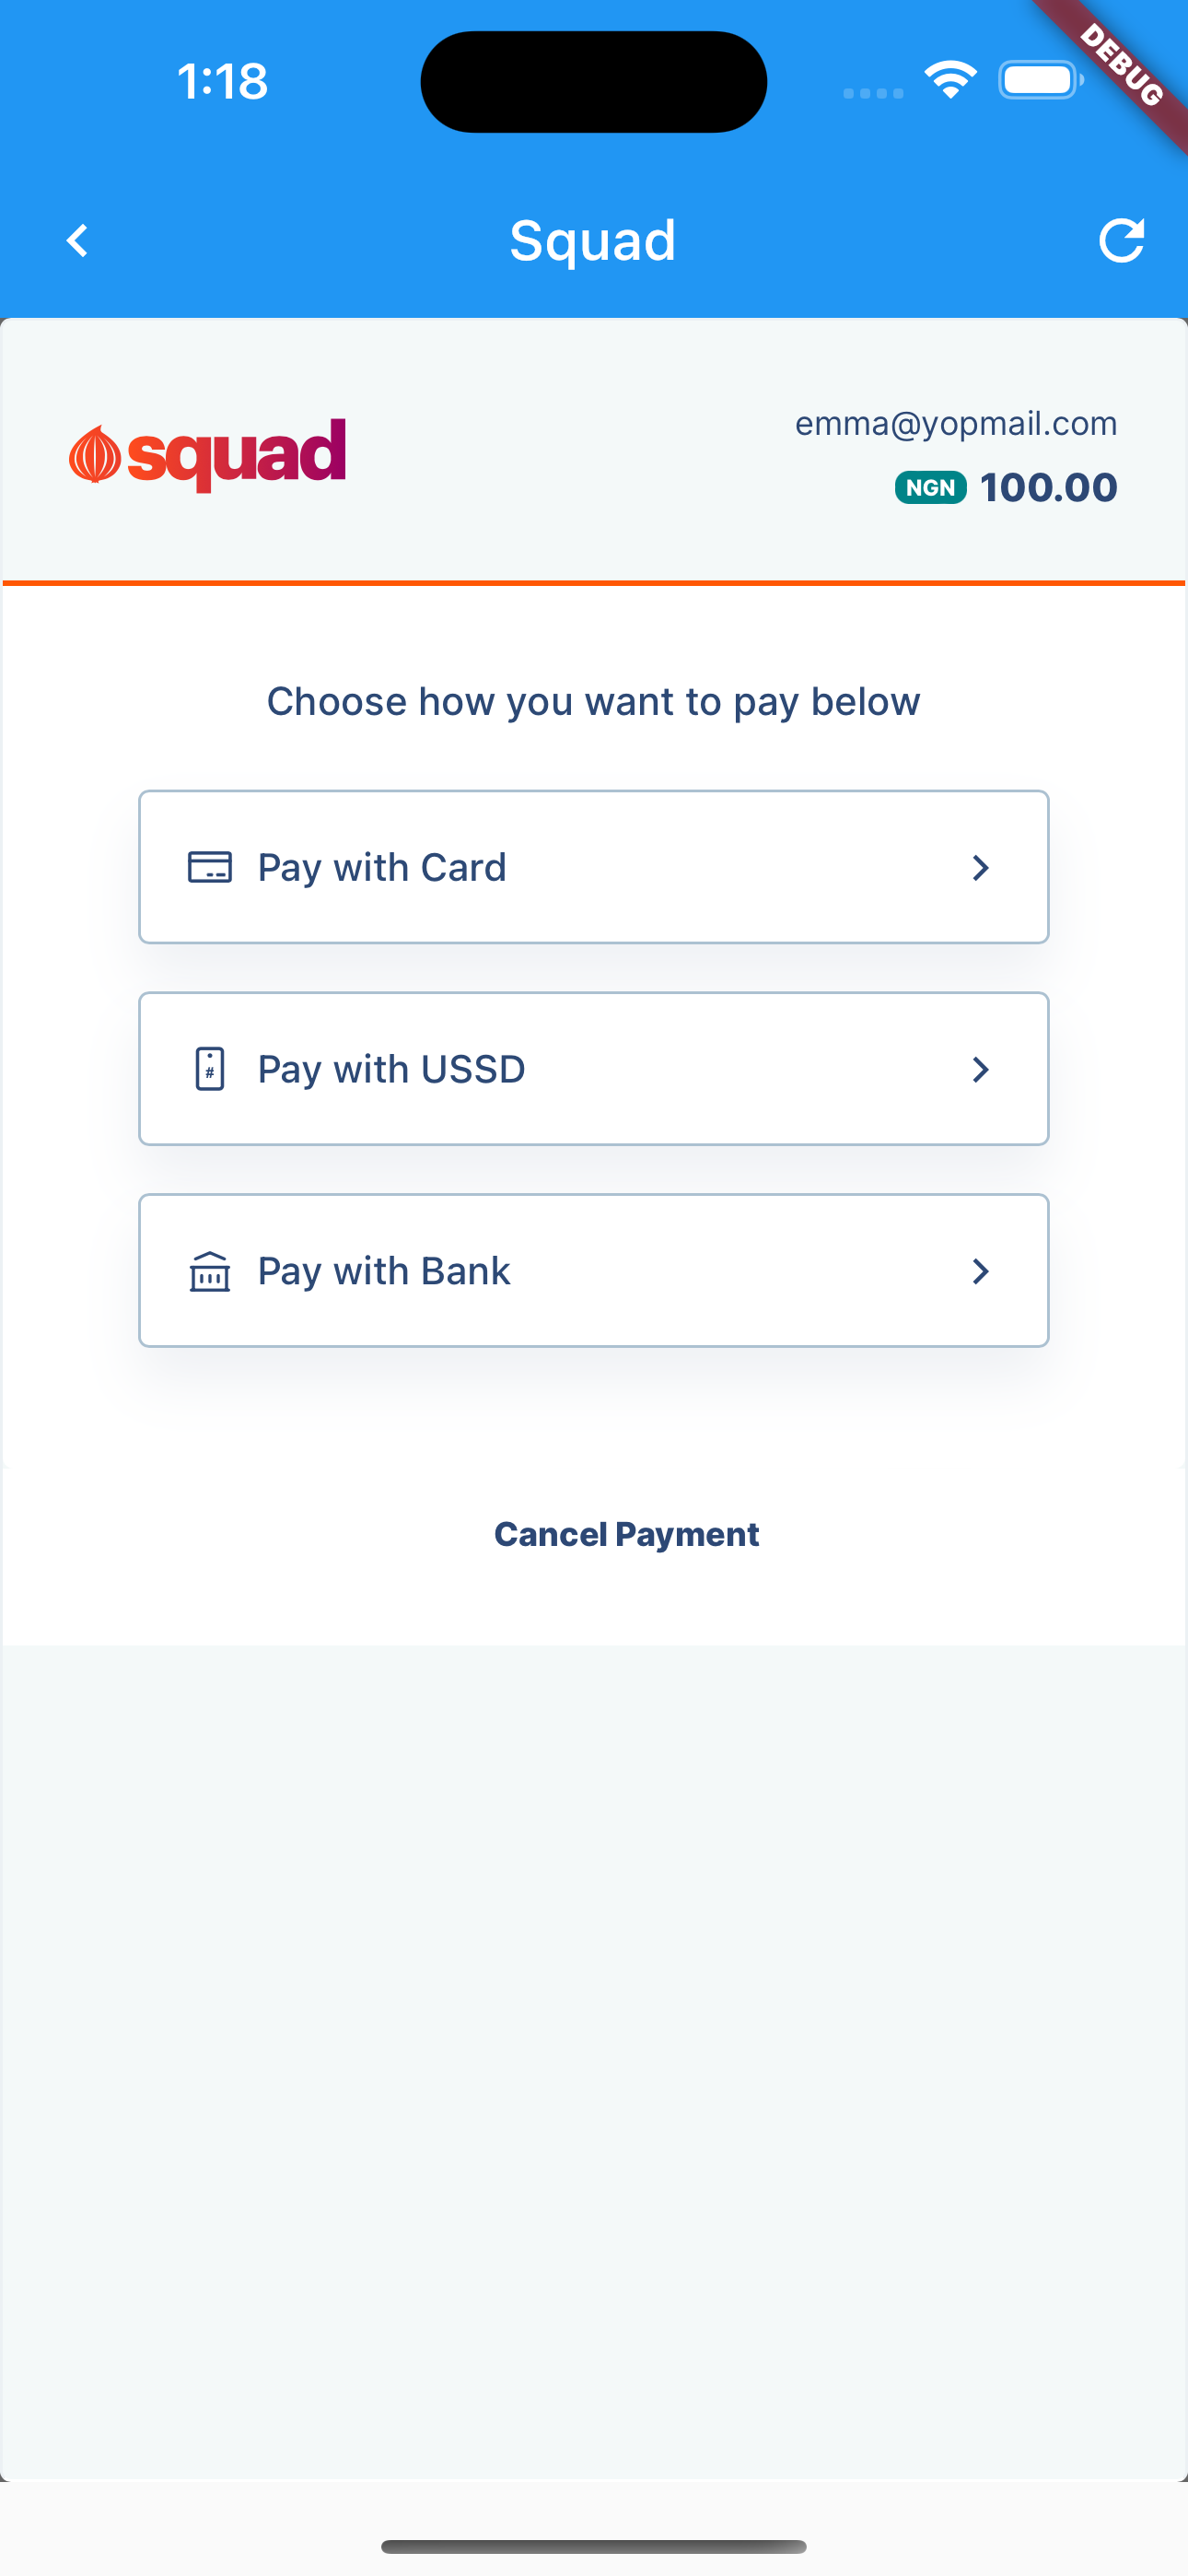 1:18
DEBUG
Squad
squad
emma@yopmail.com
NGN 100.00
Choose how you want to pay below
Pay with Card
# Pay with USSD
Pay with Bank
Cancel Payment